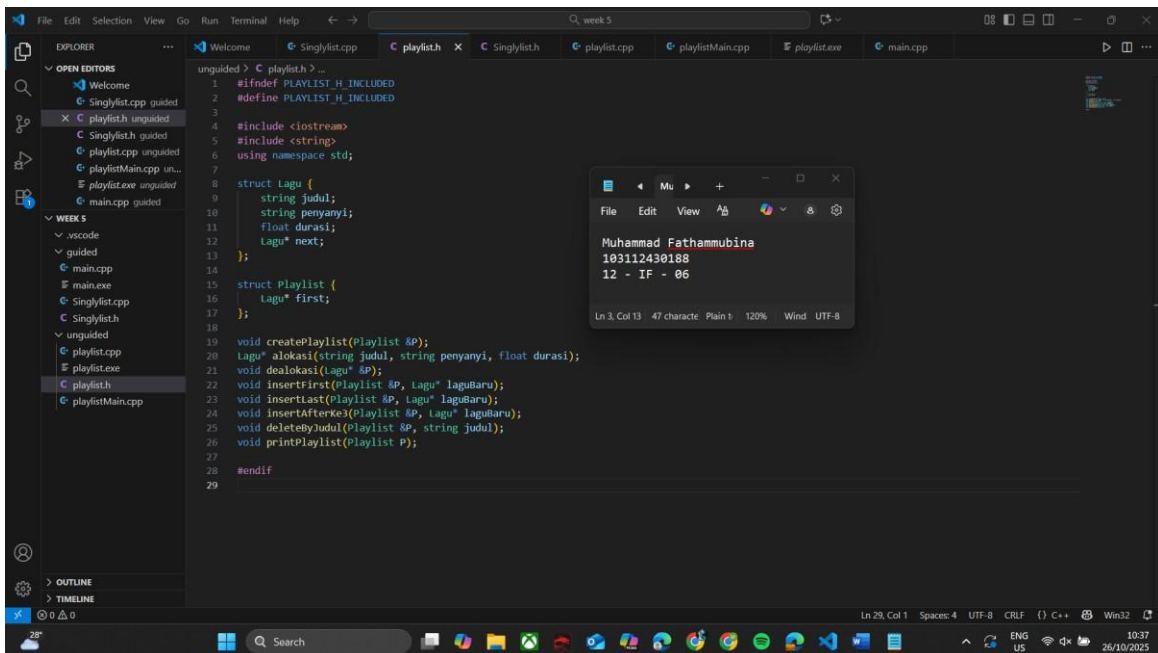 File Edit Selection View Go Run Terminal Help
week 5
EXPLORER
OPEN EDITORS
Welcome
Singlylist.cpp guided
playlist.h unguided
Singlylist.h guided
playlist.cpp unguided
playlistMain.cpp un...
playlist.exe unguided
main.cpp guided
WEEK 5
.vscode
guided
main.cpp
main.exe
Singlylist.cpp
Singlylist.h
unguided
playlist.cpp
playlist.exe
playlist.h
playlistMain.cpp
OUTLINE
TIMELINE
Welcome Singlylist.cpp playlist.h Singlylist.h playlist.cpp playlistMain.cpp playlist.exe main.cpp
unguided > C playlist.h > ...
1 #ifndef PLAYLIST_H_INCLUDED
2 #define PLAYLIST_H_INCLUDED
3
4 #include <iostream>
5 #include <string>
6 using namespace std;
7
8 struct Lagu {
9 string judul;
10 string penyanyi;
11 float durasi;
12 Lagu* next;
13 };
14
15 struct Playlist {
16 Lagu* first;
17 };
18
19 void createPlaylist(Playlist &P);
20 Lagu* alokasi(string judul, string penyanyi, float durasi);
21 void dealokasi(Lagu* &P);
22 void insertFirst(Playlist &P, Lagu* laguBaru);
23 void insertLast(Playlist &P, Lagu* laguBaru);
24 void insertAfterKe3(Playlist &P, Lagu* laguBaru);
25 void deleteByJudul(Playlist &P, string judul);
26 void printPlaylist(Playlist P);
27
28 #endif
29
Mu
File Edit View
Muhammad Fathammubina
103112430188
12 - IF - 06
Ln 3, Col 13 47 characte Plain t 120% Wind UTF-8
0 0 Ln 29, Col 1 Spaces: 4 UTF-8 CRLF {} C++ Win32
28° Search ENG US 10:37 26/10/2025